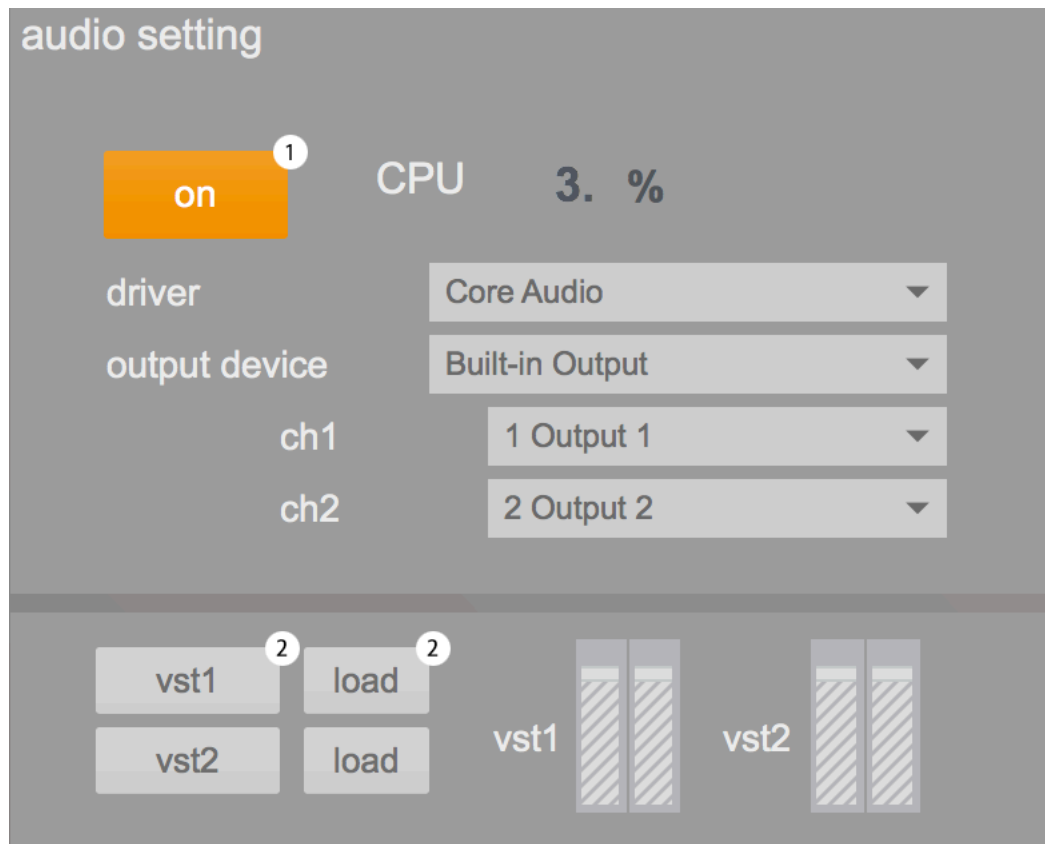 audio setting
1
on
CPU 3. %
driver Core Audio
output device Built-in Output
ch1 1 Output 1
ch2 2 Output 2
2 2
vst1 load
vst2 load
vst1 vst2